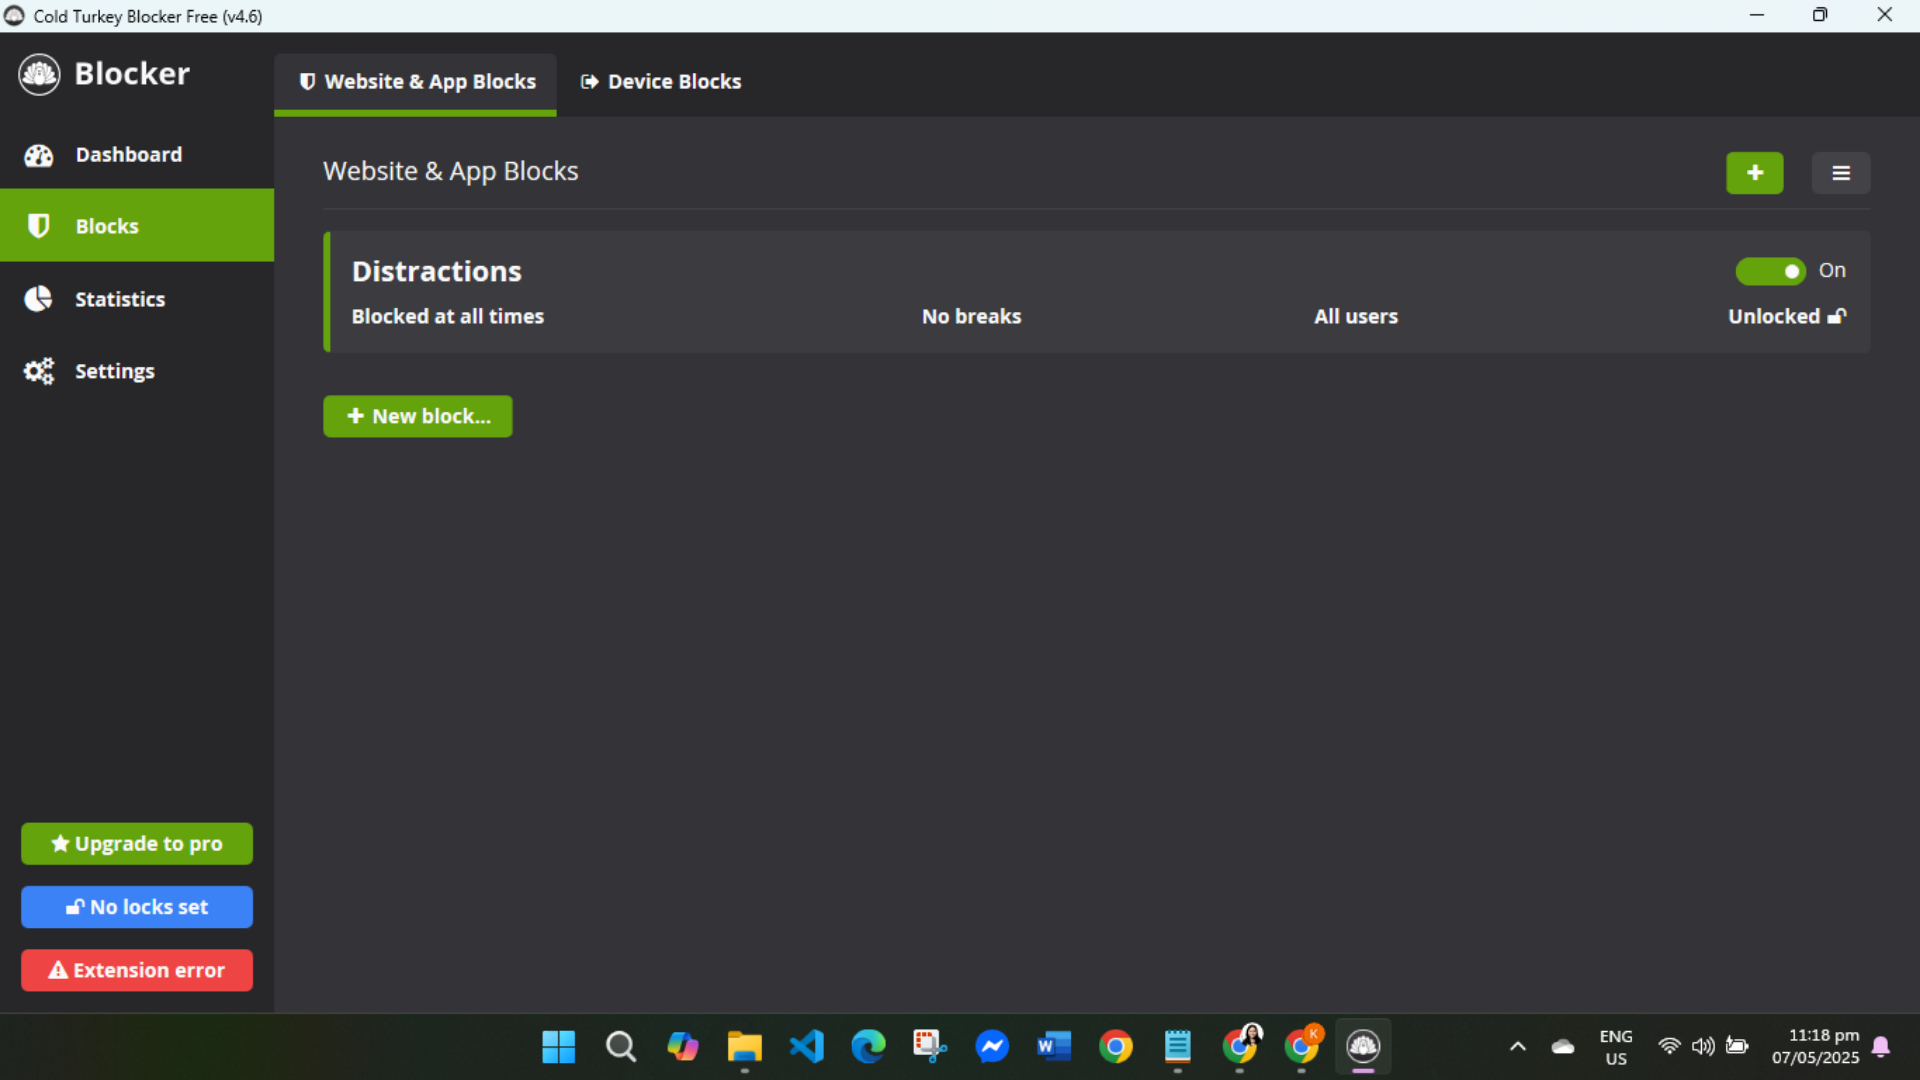 Cold Turkey Blocker Free (v4.6)
Blocker
Website & App Blocks
Device Blocks
Dashboard
Blocks
Statistics
Settings
Website & App Blocks
Distractions
On
Blocked at all times
No breaks
All users
Unlocked
New block...
Upgrade to pro
No locks set
Extension error
K
ENG
US
11:18 pm
07/05/2025